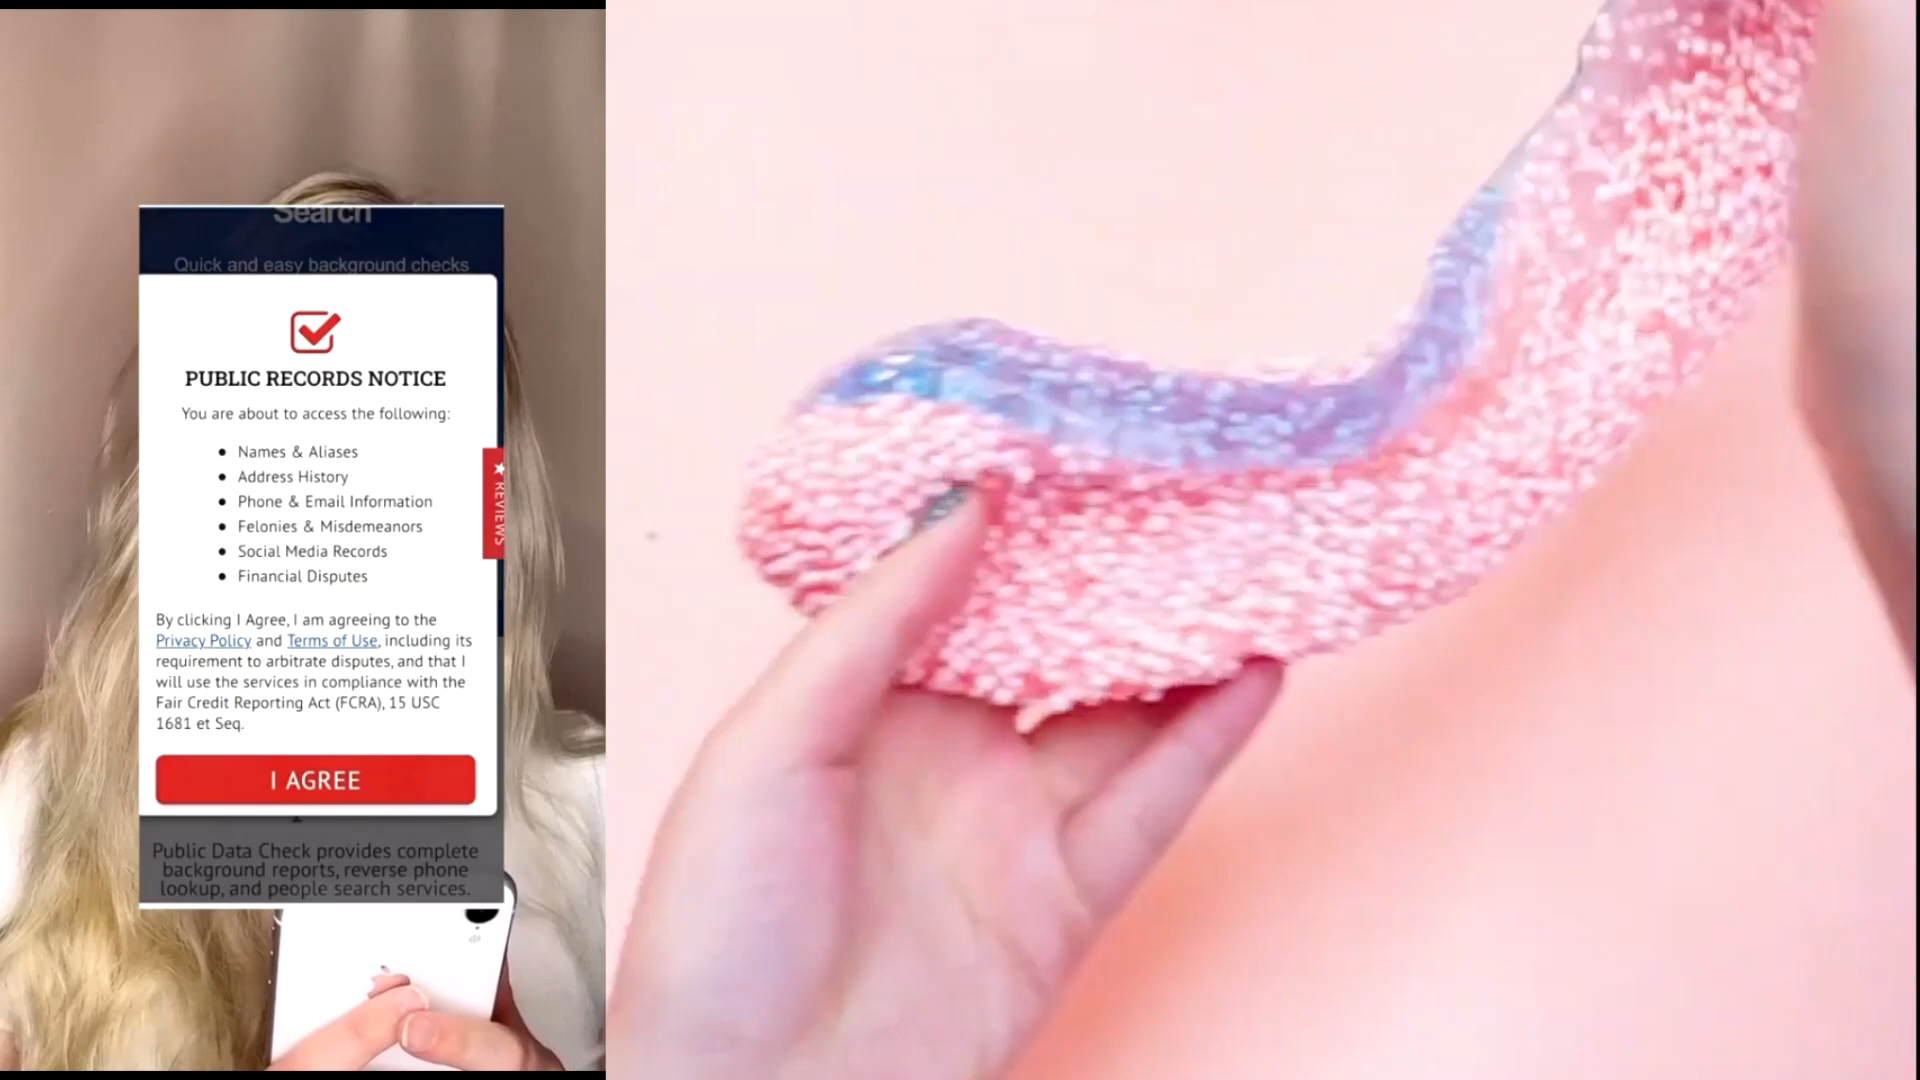 Search
Quick and easy background checks
PUBLIC RECORDS NOTICE
You are about to access the following:
• Names & Aliases
• Address History
• Phone & Email Information
• Felonies & Misdemeanors
• Social Media Records
• Financial Disputes
★ REVIEWS
By clicking I Agree, I am agreeing to the
Privacy Policy and Terms of Use, including its
requirement to arbitrate disputes, and that I
will use the services in compliance with the
Fair Credit Reporting Act (FCRA), 15 USC
1681 et Seq.
I AGREE
Public Data Check provides complete
background reports, reverse phone
lookup, and people search services.